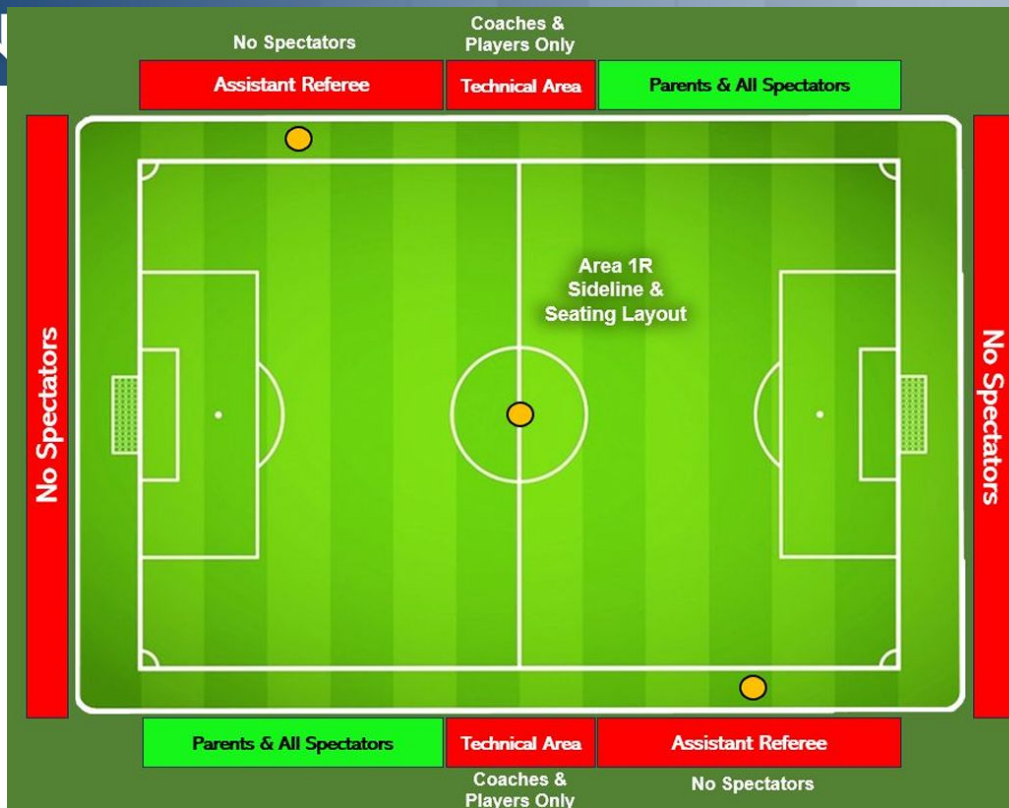 No Spectators
Coaches &
Players Only
Assistant Referee
Technical Area
Parents & All Spectators
No Spectators
Area 1R
Sideline &
Seating Layout
No Spectators
Parents & All Spectators
Technical Area
Assistant Referee
Coaches &
Players Only
No Spectators